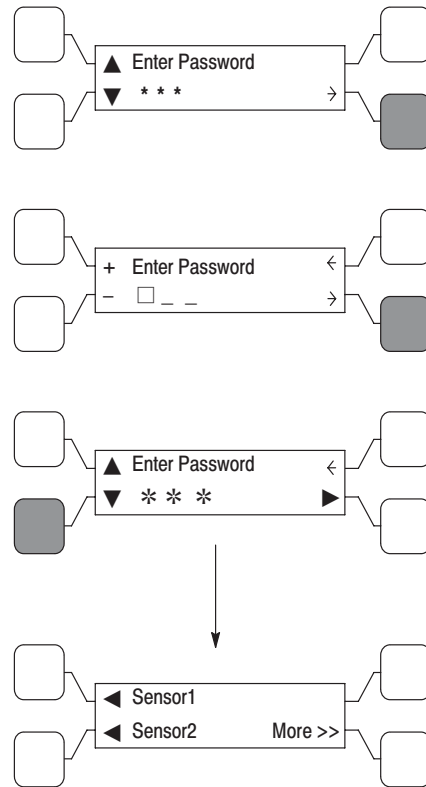 ▲ Enter Password
▼ * * * →
+ Enter Password ←
– □ _ _ →
▲ Enter Password ←
▼ * * * ▶
◀ Sensor1
◀ Sensor2 More >>